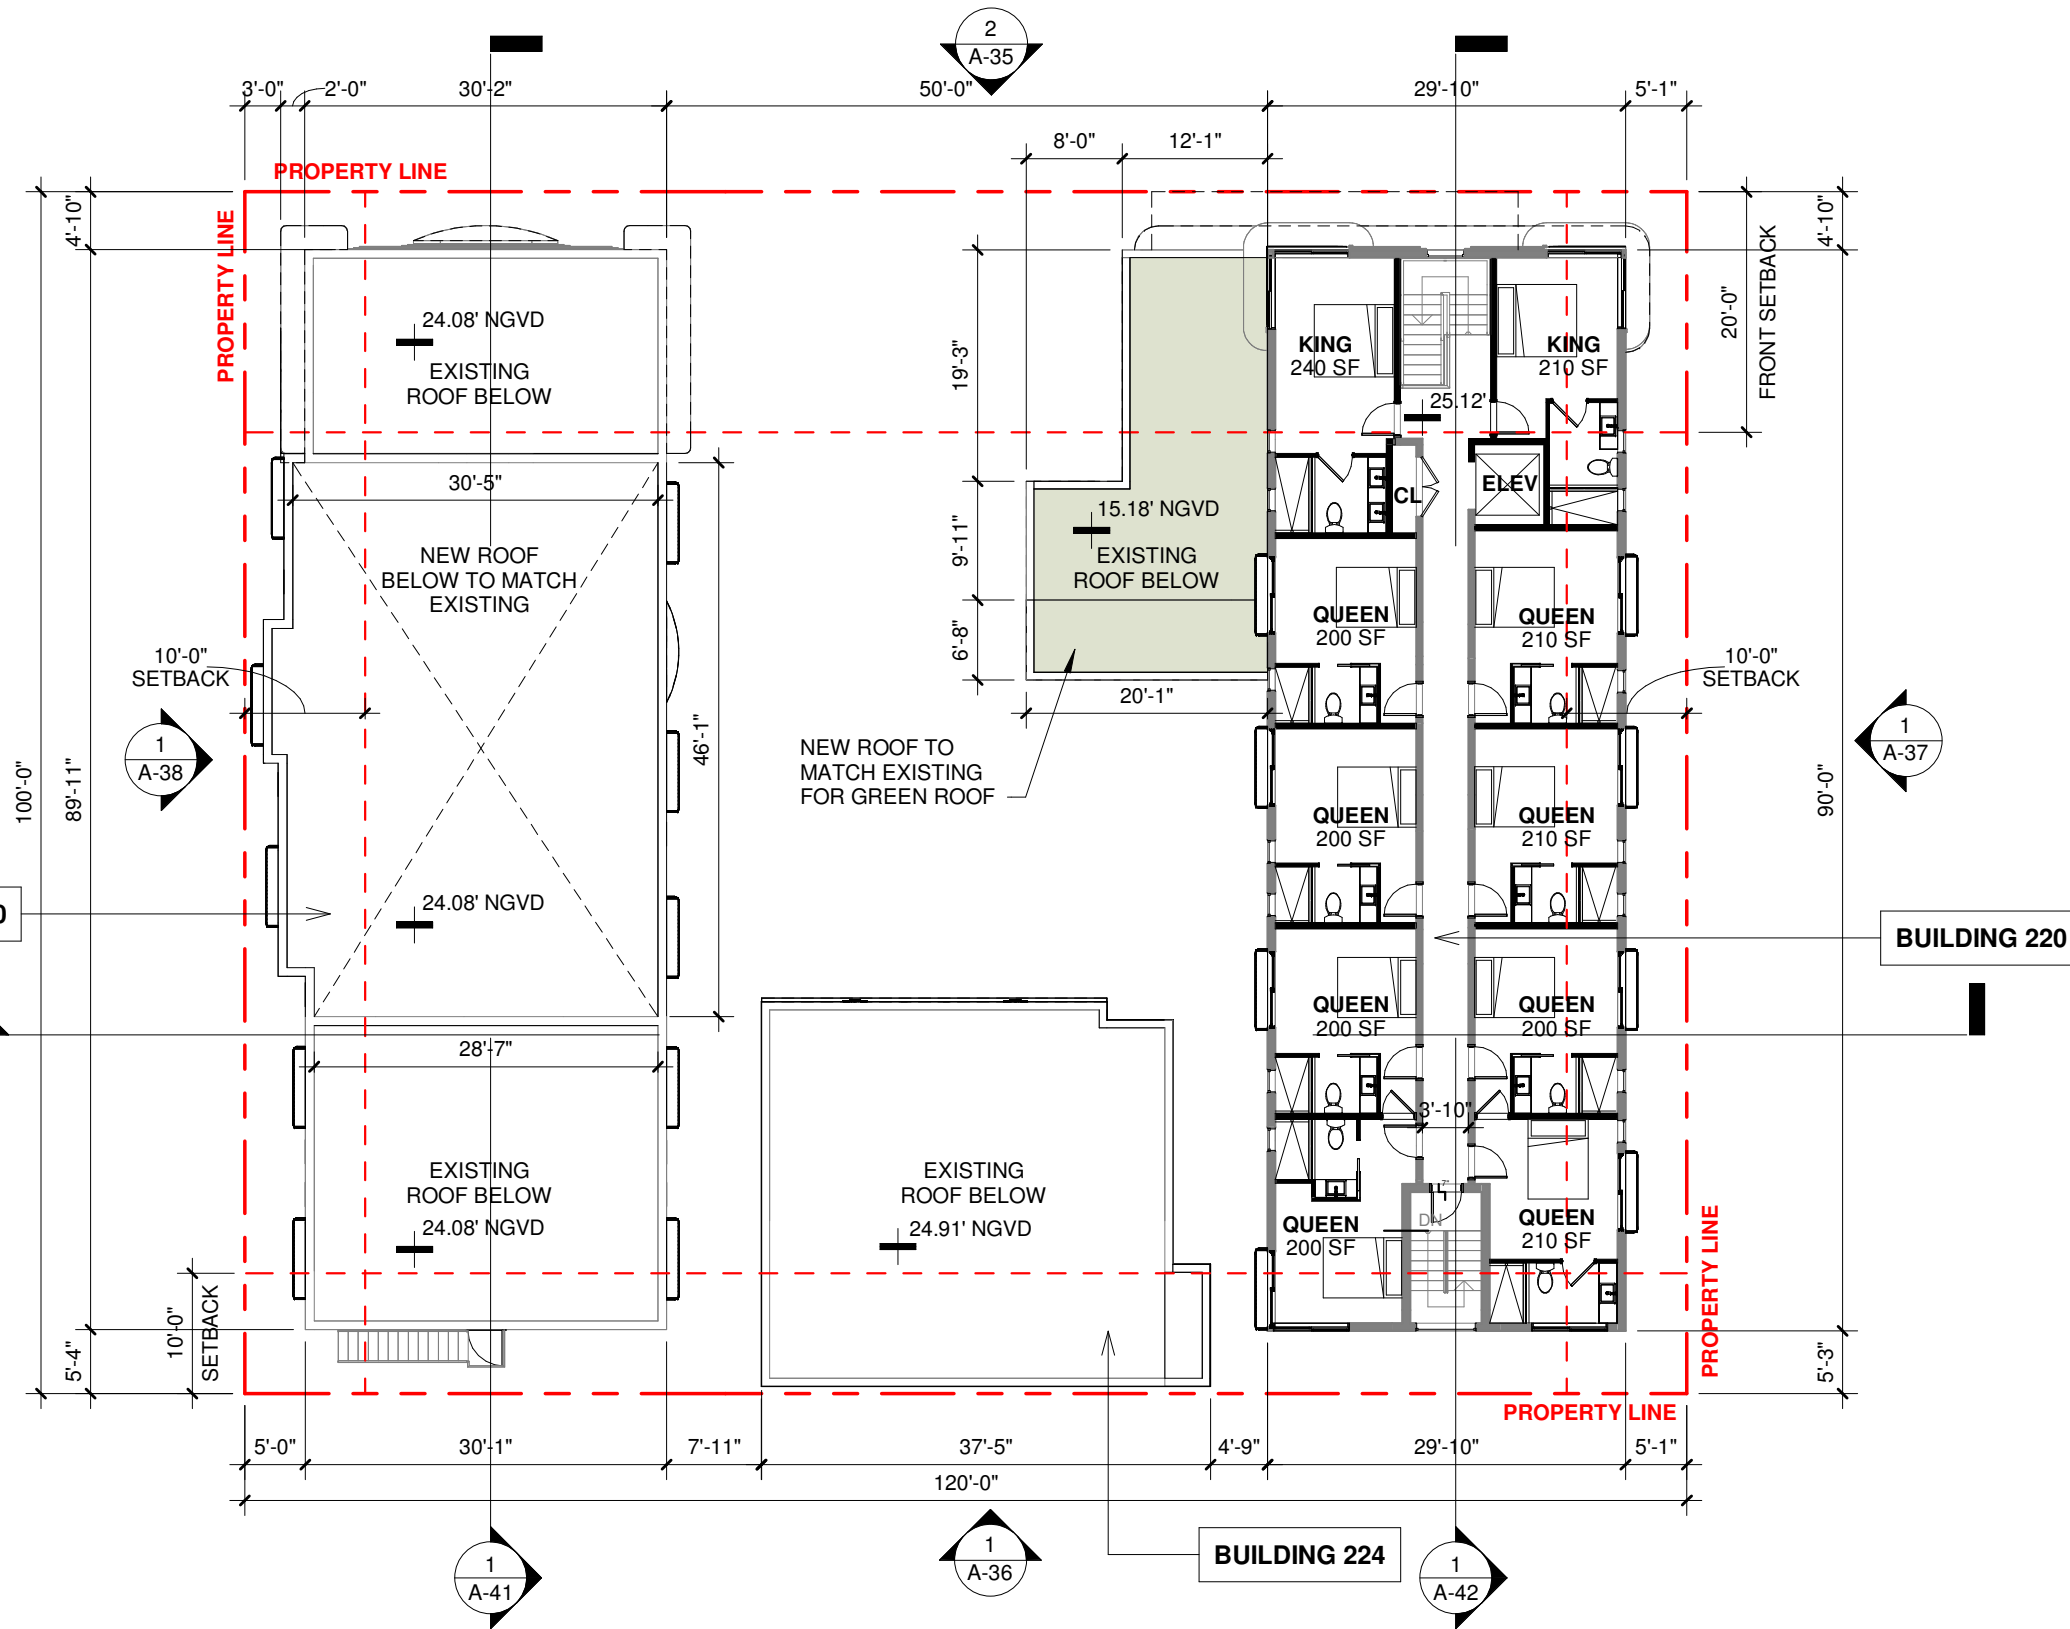 2
A-35
3'-0"
2'-0"
30'-2"
50'-0"
29'-10"
5'-1"
8'-0"
12'-1"
PROPERTY LINE
PROPERTY LINE
4'-10"
4'-10"
20'-0"
FRONT SETBACK
24.08' NGVD
EXISTING
ROOF BELOW
19'-3"
KING
240 SF
KING
210 SF
25.12'
30'-5"
CL
ELEV
15.18' NGVD
EXISTING
ROOF BELOW
9'-11"
NEW ROOF
BELOW TO MATCH
EXISTING
QUEEN
200 SF
QUEEN
210 SF
6'-8"
10'-0"
SETBACK
10'-0"
SETBACK
20'-1"
1
A-38
1
A-37
46'-1"
NEW ROOF TO
MATCH EXISTING
FOR GREEN ROOF
100'-0"
89'-11"
90'-0"
QUEEN
200 SF
QUEEN
210 SF
24.08' NGVD
0
BUILDING 220
QUEEN
200 SF
QUEEN
200 SF
28'-7"
3'-10"
EXISTING
ROOF BELOW
24.08' NGVD
EXISTING
ROOF BELOW
24.91' NGVD
7"
DN
QUEEN
200 SF
QUEEN
210 SF
10'-0"
SETBACK
5'-4"
5'-3"
PROPERTY LINE
PROPERTY LINE
5'-0"
30'-1"
7'-11"
37'-5"
4'-9"
29'-10"
5'-1"
120'-0"
1
A-41
1
A-36
BUILDING 224
1
A-42